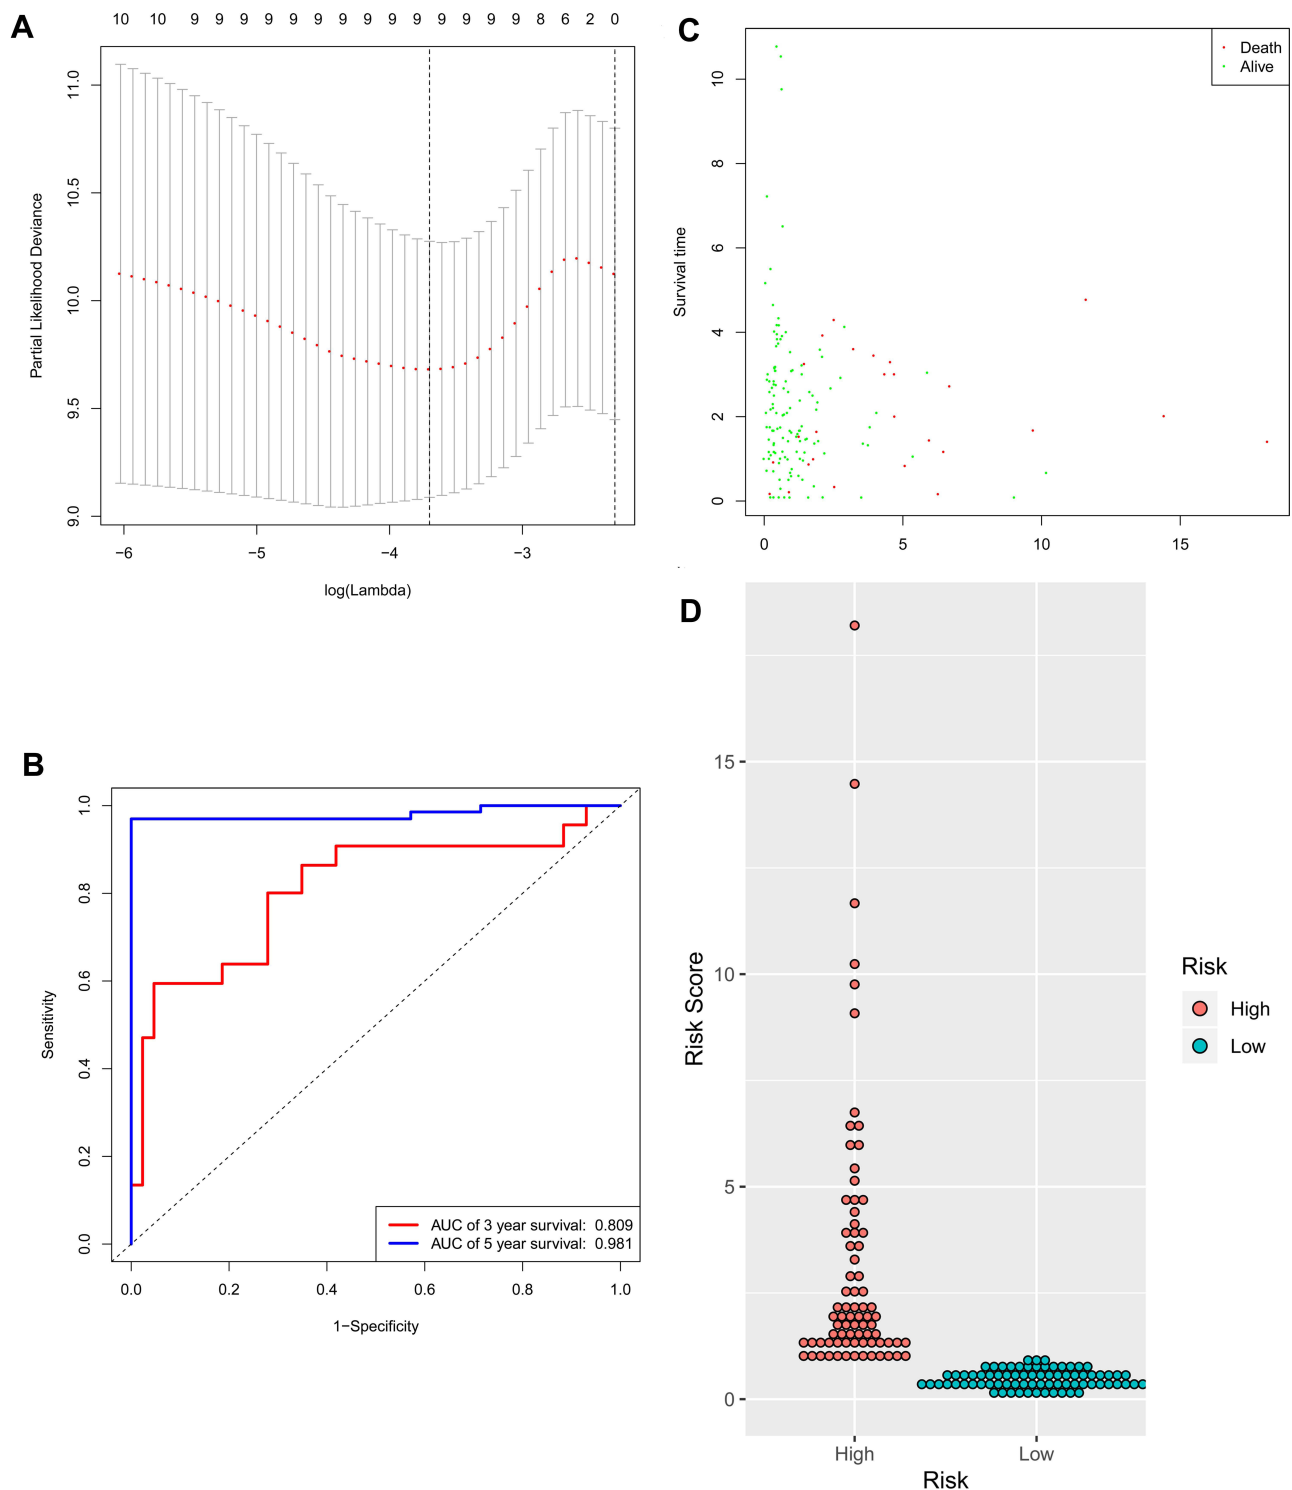 A
10 10 9 9 9 9 9 9 9 9 9 9 9 9 9 9 9 8 6 2 0
Partial Likelihood Deviance
11.0
10.5
10.0
9.5
9.0
−6 −5 −4 −3
log(Lambda)
C
Death
Alive
Survival time
10
8
6
4
2
0
0 5 10 15
B
Sensitivity
1.0
0.8
0.6
0.4
0.2
0.0
AUC of 3 year survival: 0.809
AUC of 5 year survival: 0.981
0.0 0.2 0.4 0.6 0.8 1.0
1−Specificity
D
Risk Score
15
10
5
0
High Low
Risk
Risk
High
Low